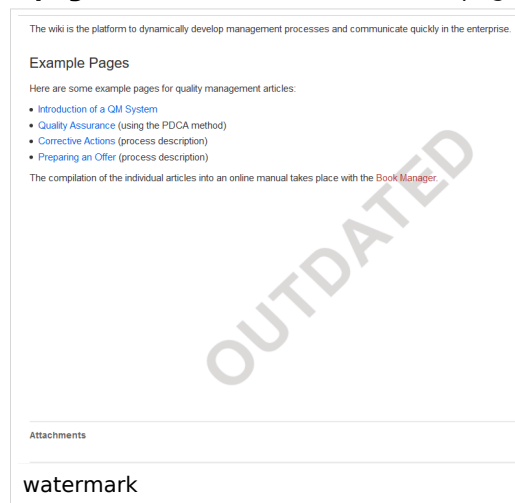 The wiki is the platform to dynamically develop management processes and communicate quickly in the enterprise.
Example Pages
Here are some example pages for quality management articles:
• Introduction of a QM System
• Quality Assurance (using the PDCA method)
• Corrective Actions (process description)
• Preparing an Offer (process description)
The compilation of the individual articles into an online manual takes place with the Book Manager.
OUTDATED
Attachments
watermark